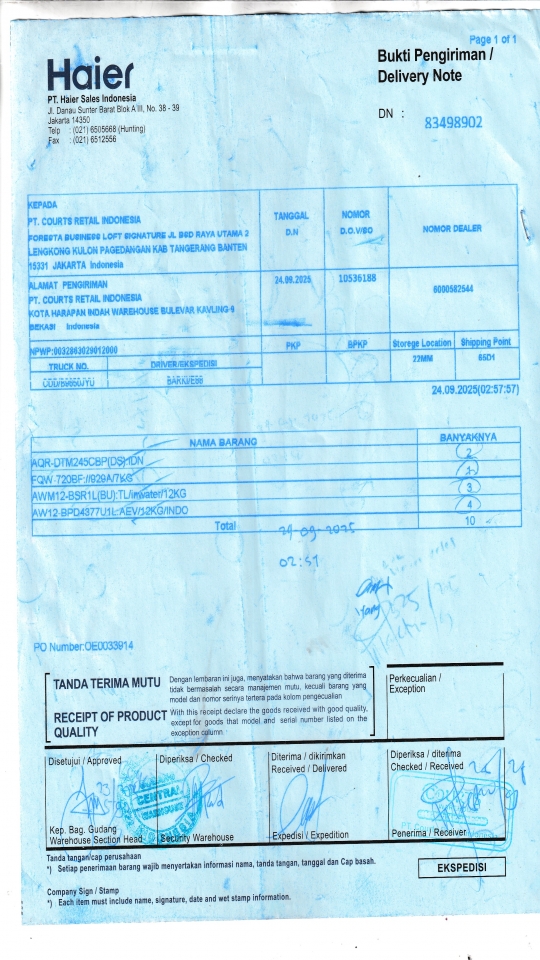 Page 1 of 1
Haier
Bukti Pengiriman /
Delivery Note
PT. Haier Sales Indonesia
Jl. Danau Sunter Barat Blok A III, No. 38 - 39
Jakarta 14350
Telp : (021) 6505668 (Hunting)
Fax : (021) 6512556
DN : 83498902
KEPADA
PT. COURTS RETAIL INDONESIA
FORESTA BUSINESS LOFT SIGNATURE JL BSD RAYA UTAMA 2
LENGKONG KULON PAGEDANGAN KAB TANGERANG BANTEN
15331 JAKARTA Indonesia
TANGGAL
D.N
NOMOR
D.O.V/SO
NOMOR DEALER
ALAMAT PENGIRIMAN
PT. COURTS RETAIL INDONESIA
KOTA HARAPAN INDAH WAREHOUSE BULEVAR KAVLING 9
BEKASI Indonesia
24.09.2025
10536188
6000582544
NPWP:0032863029012000
PKP
BPKP
Storege Location
Shipping Point
TRUCK NO.
DRIVER/EKSPEDISI
22MM
65D1
24.09.2025(02:57:57)
NAMA BARANG
BANYAKNYA
AQR-DTM245CBP(DS):IDN
2
AWM12-BSR1L(BU):TL/inwater/12KG
3
AW12-BPD4377U1L:AEV/12KG/INDO
4
Total
10
24-09-2025
02:57
PO Number:OE0033914
TANDA TERIMA MUTU
Dengan lembaran ini juga, menyatakan bahwa barang yang diterima
tidak bermasalah secara manajemen mutu, kecuali barang yang
model dan nomor serinya tertera pada kolom pengecualian
RECEIPT OF PRODUCT
QUALITY
With this receipt declare the goods received with good quality,
except for goods that model and serial number listed on the
exception column.
Perkecualian /
Exception
Disetujui / Approved
Diperiksa / Checked
Diterima / dikirimkan
Received / Delivered
Diperiksa / diterima
Checked / Received
CENTRAL
WAREHOUSE
Kep. Bag. Gudang
Warehouse Section Head
Security Warehouse
Expedisi / Expedition
Penerima / Receiver
Tanda tangan/cap perusahaan
*) Setiap penerimaan barang wajib menyertakan informasi nama, tanda tangan, tanggal dan Cap basah.
EKSPEDISI
Company Sign / Stamp
*) Each item must include name, signature, date and wet stamp information.